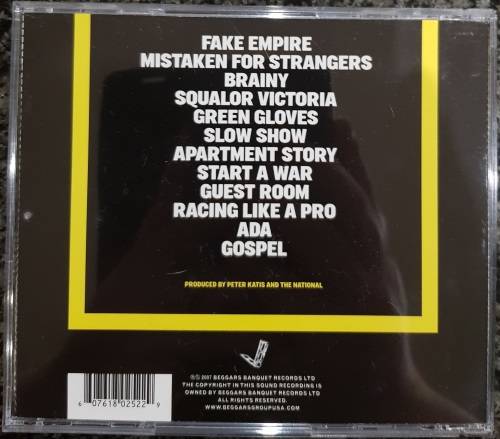 FAKE EMPIRE
MISTAKEN FOR STRANGERS
BRAINY
SQUALOR VICTORIA
GREEN GLOVES
SLOW SHOW
APARTMENT STORY
START A WAR
GUEST ROOM
RACING LIKE A PRO
ADA
GOSPEL
PRODUCED BY PETER KATIS AND THE NATIONAL
℗© 2007 BEGGARS BANQUET RECORDS LTD
THE COPYRIGHT IN THIS SOUND RECORDING IS
OWNED BY BEGGARS BANQUET RECORDS LTD
ALL RIGHTS RESERVED.
WWW.BEGGARSGROUPUSA.COM
6 07618 02522 9